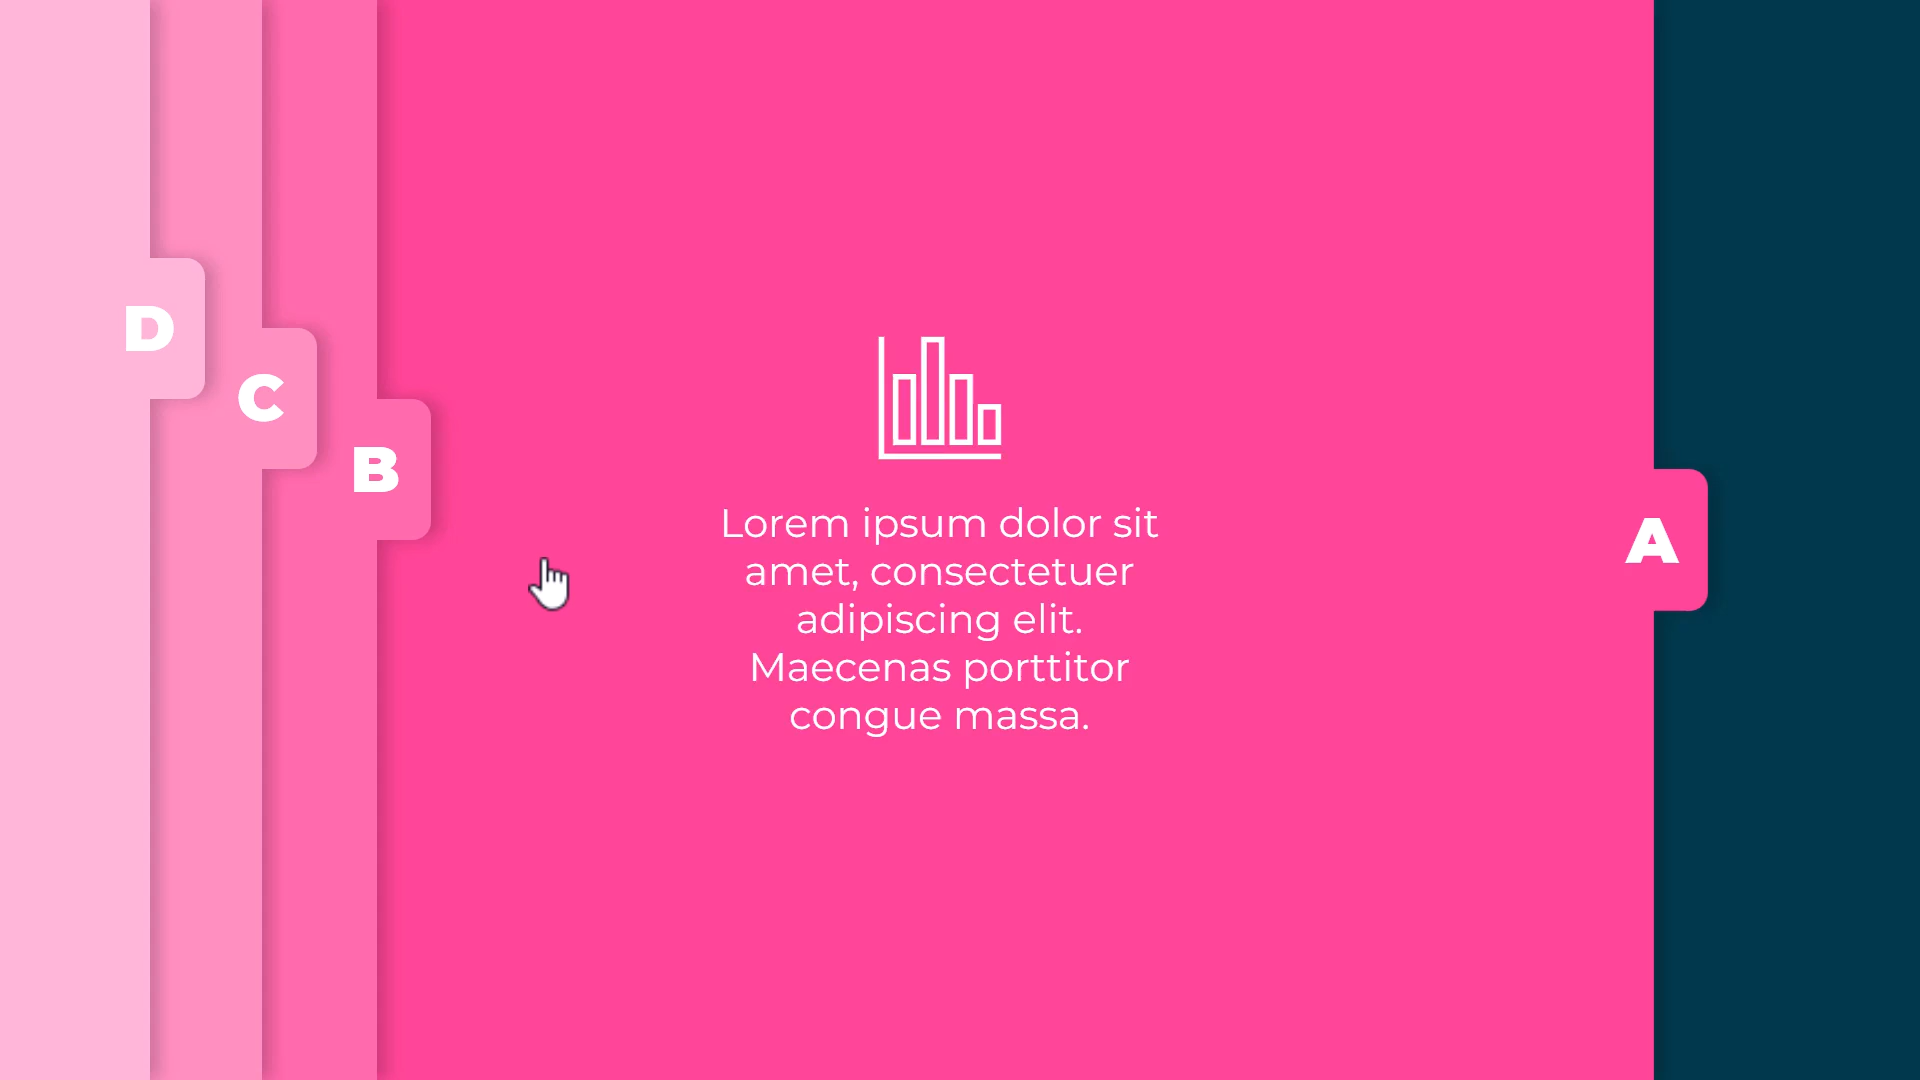 D
C
B
A
Lorem ipsum dolor sit
amet, consectetuer
adipiscing elit.
Maecenas porttitor
congue massa.